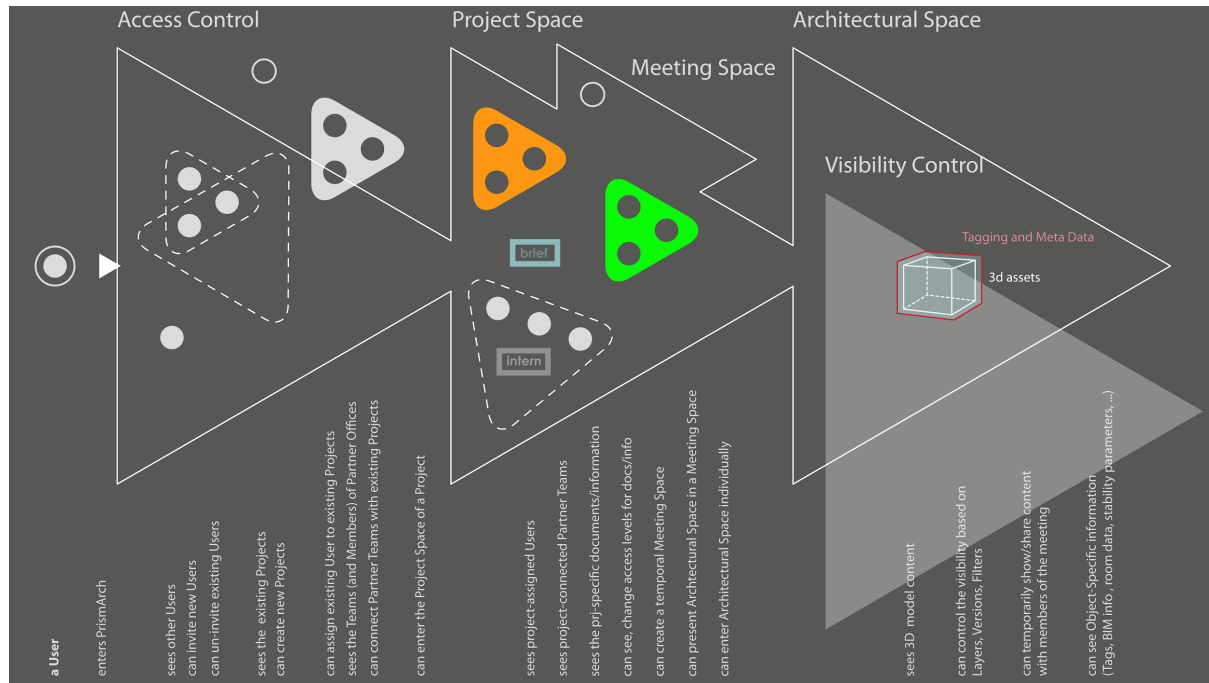 Access Control
Project Space
Architectural Space
Meeting Space
Visibility Control
Tagging and Meta Data
3d assets
brief
intern
a User
enters PrismArch
sees other Users
can invite new Users
can un-invite existing Users
sees the existing Projects
can create new Projects
can assign existing User to existing Projects
sees the Teams (and Members) of Partner Offices
can connect Partner Teams with existing Projects
can enter the Project Space of a Project
sees project-assigned Users
sees project-connected Partner Teams
sees the prj-specific documents/information
can see, change access levels for docs/info
can create a temporal Meeting Space
can present Archtectural Space in a Meeting Space
can enter Architectural Space individually
sees 3D model content
can control the visibility based on
Layers, Versions, Filters
can temporarily show/share content
with members of the meeting
can see Object-Specific information
(Tags, BIM info , room data, stability parameters, ...)